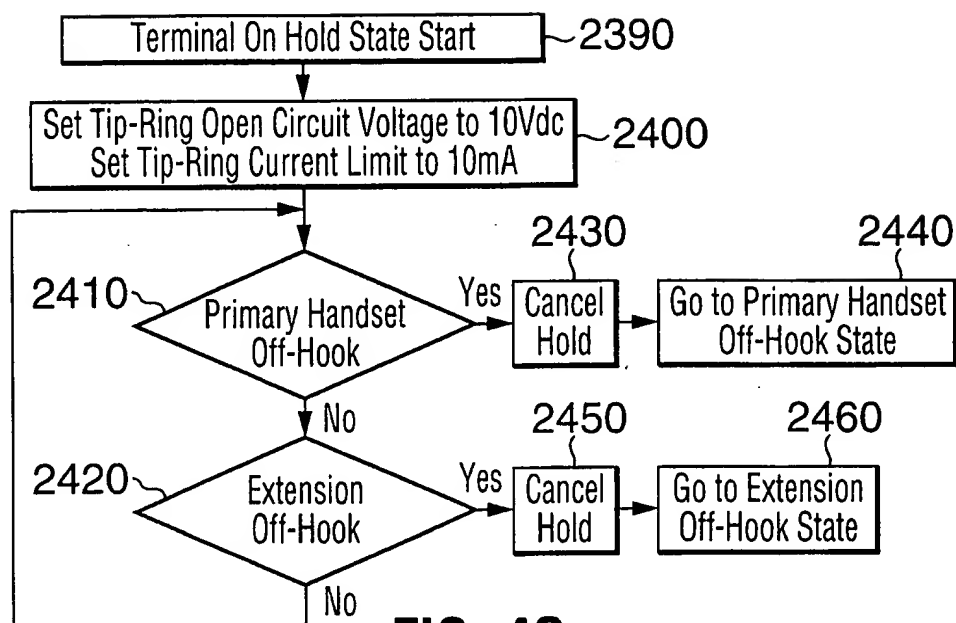 Terminal On Hold State Start
2390
Set Tip-Ring Open Circuit Voltage to 10Vdc
Set Tip-Ring Current Limit to 10mA
2400
2410
Primary Handset
Off-Hook
Yes
2430
Cancel
Hold
2440
Go to Primary Handset
Off-Hook State
No
2420
Extension
Off-Hook
Yes
2450
Cancel
Hold
2460
Go to Extension
Off-Hook State
No